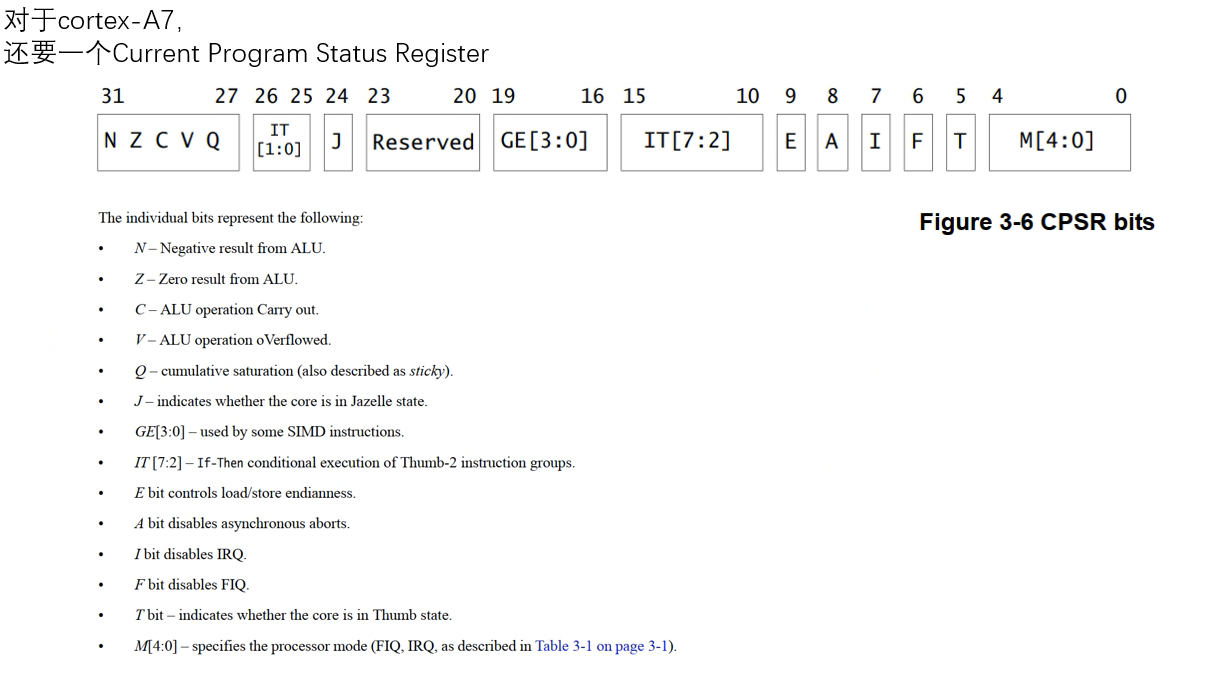 对于cortex-A7,
还要一个Current Program Status Register
31 27 26 25 24 23 20 19 16 15 10 9 8 7 6 5 4 0
N Z C V Q IT [1:0] J Reserved GE[3:0] IT[7:2] E A I F T M[4:0]
The individual bits represent the following:
Figure 3-6 CPSR bits
• N – Negative result from ALU.
• Z – Zero result from ALU.
• C – ALU operation Carry out.
• V – ALU operation oVerflowed.
• Q – cumulative saturation (also described as sticky).
• J – indicates whether the core is in Jazelle state.
• GE[3:0] – used by some SIMD instructions.
• IT [7:2] – If-Then conditional execution of Thumb-2 instruction groups.
• E bit controls load/store endianness.
• A bit disables asynchronous aborts.
• I bit disables IRQ.
• F bit disables FIQ.
• T bit – indicates whether the core is in Thumb state.
• M[4:0] – specifies the processor mode (FIQ, IRQ, as described in Table 3-1 on page 3-1).